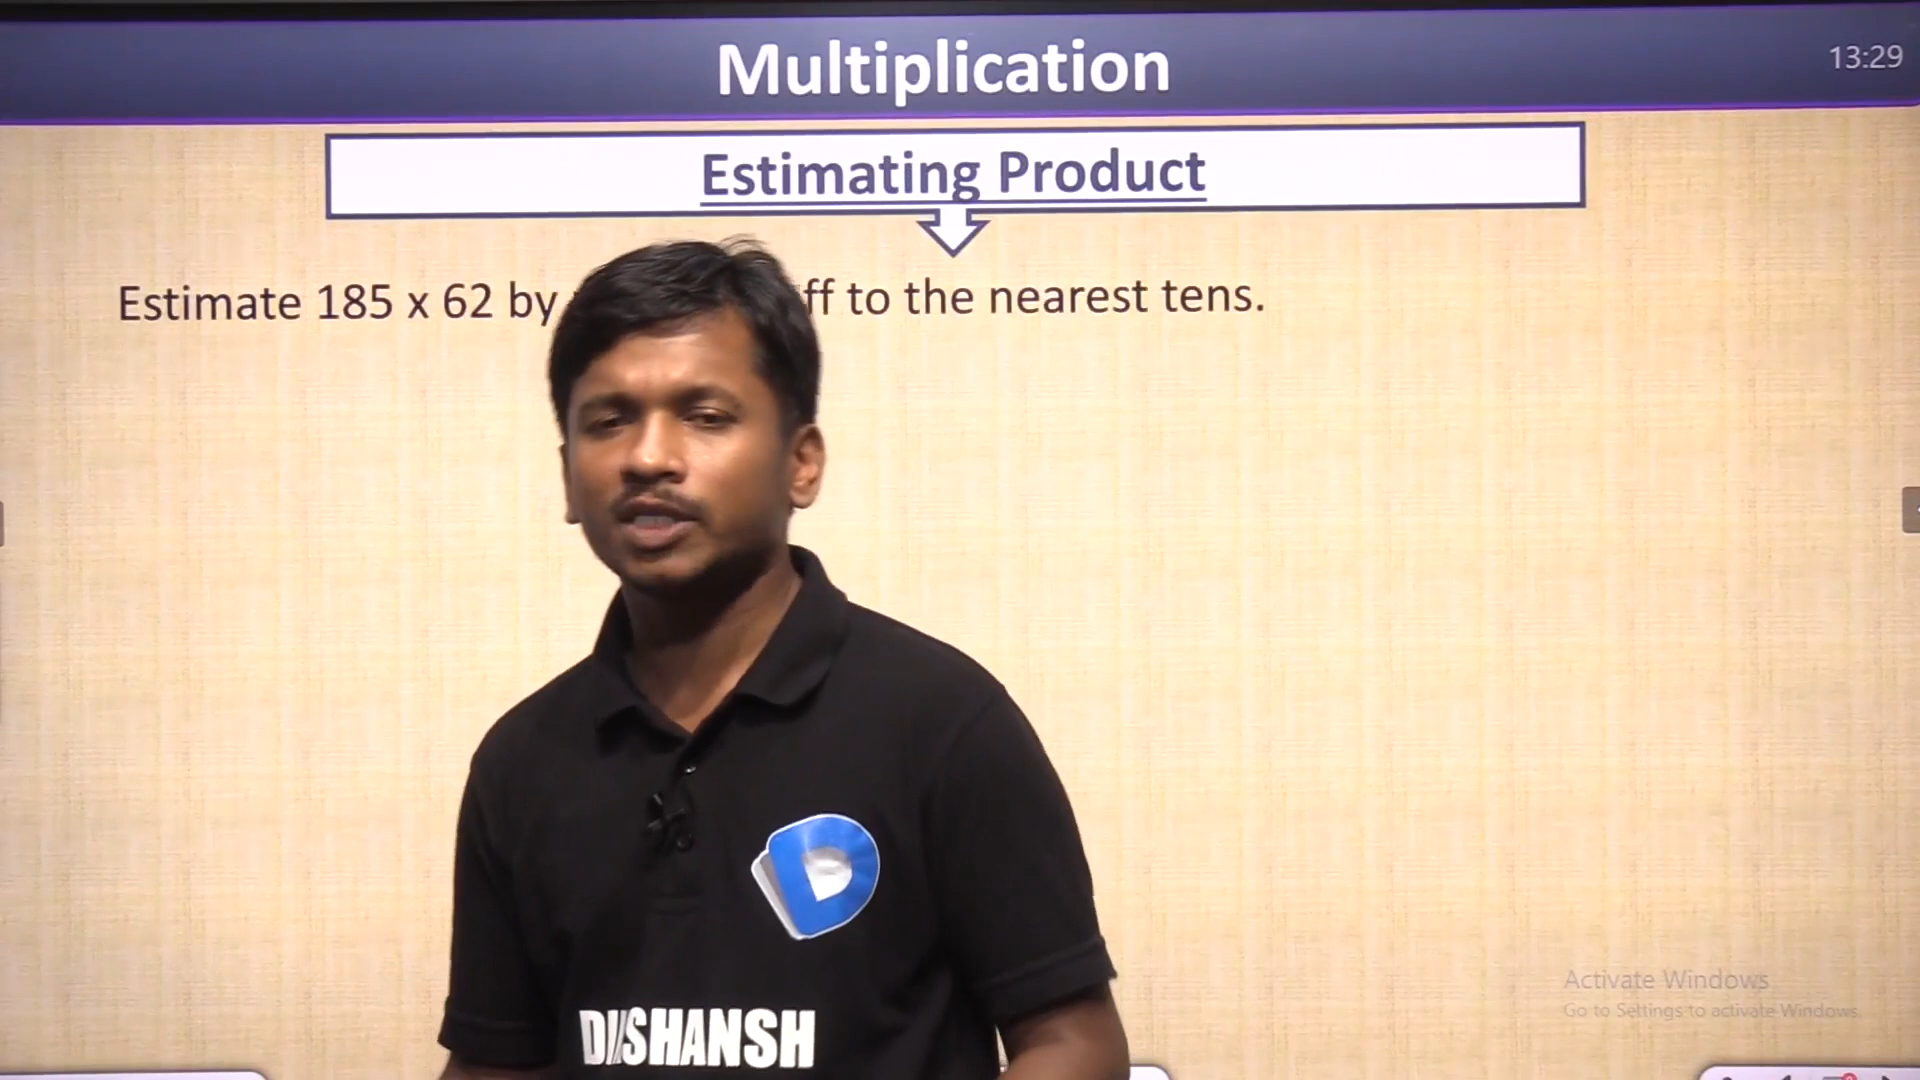 Multiplication
13:29
Estimating Product
Estimate 185 x 62 by ff to the nearest tens.
D
DIKSHANSH
Activate Windows
Go to Settings to activate Windows.